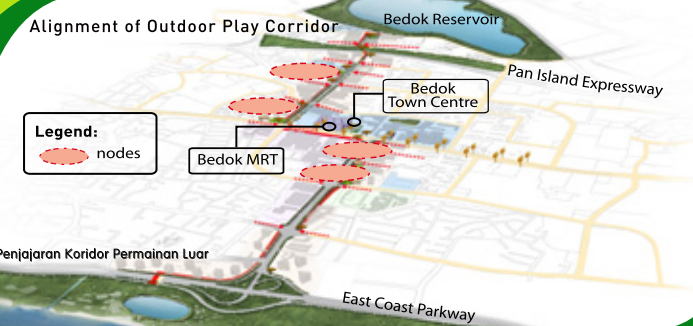 Alignment of Outdoor Play Corridor
Bedok Reservoir
Pan Island Expressway
Bedok
Town Centre
Legend:
nodes
Bedok MRT
Penjajaran Koridor Permainan Luar
East Coast Parkway